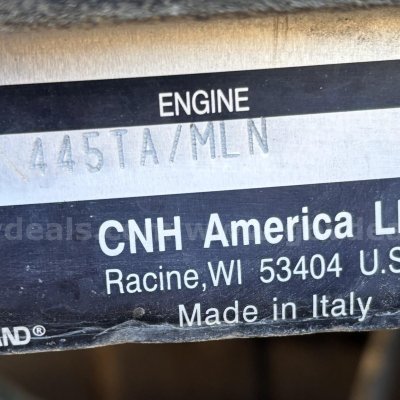 ENGINE
445TA/MLN
CNH America
Racine, WI 53404 U.S
Made in Italy